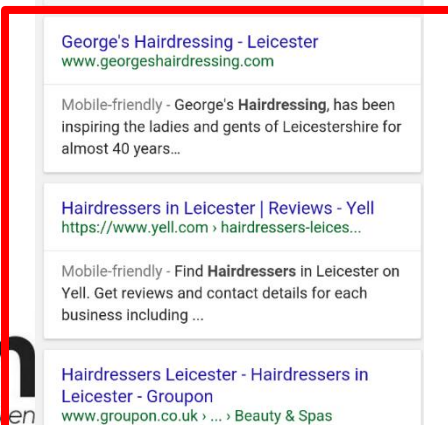 George's Hairdressing - Leicester
www.georgeshairdressing.com
Mobile-friendly - George's Hairdressing, has been
inspiring the ladies and gents of Leicestershire for
almost 40 years...
Hairdressers in Leicester | Reviews - Yell
https://www.yell.com › hairdressers-leices...
Mobile-friendly - Find Hairdressers in Leicester on
Yell. Get reviews and contact details for each
business including ...
Hairdressers Leicester - Hairdressers in
Leicester - Groupon
www.groupon.co.uk › ... › Beauty & Spas